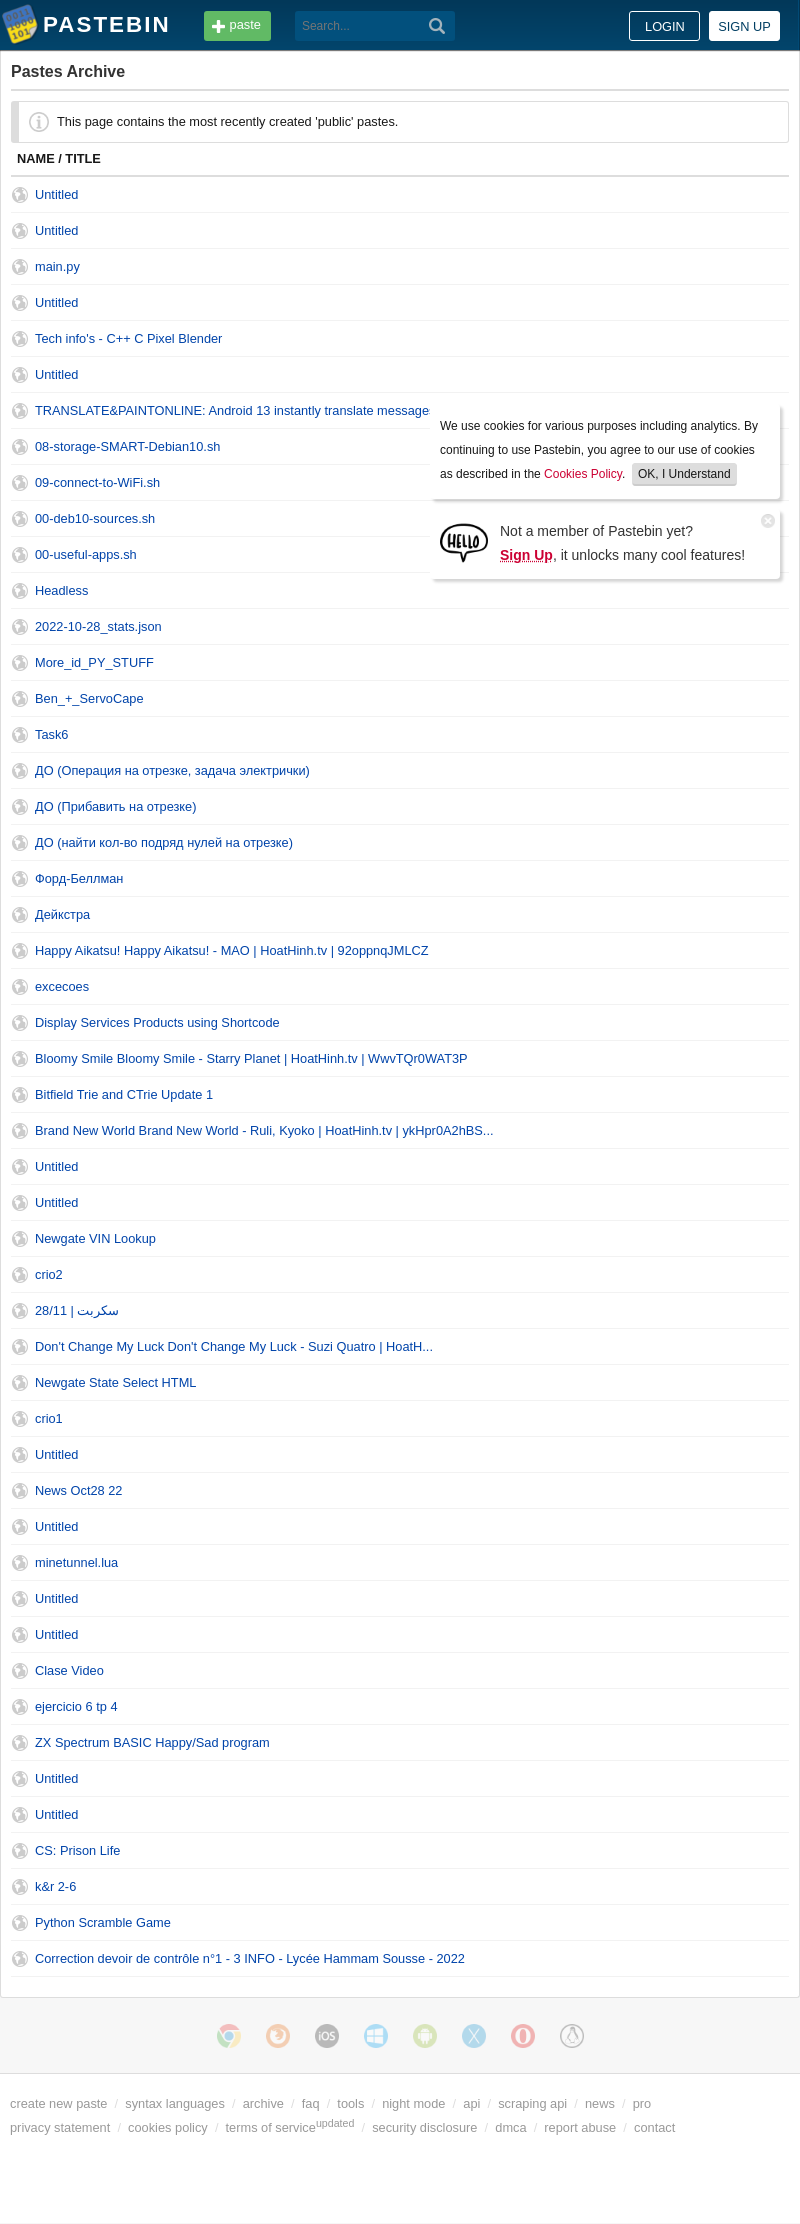 PASTEBIN
paste
Search...
LOGIN
SIGN UP
Pastes Archive
This page contains the most recently created 'public' pastes.
NAME / TITLE
Untitled
Untitled
main.py
Untitled
Tech info's - C++ C Pixel Blender
Untitled
TRANSLATE&PAINTONLINE: Android 13 instantly translate message
08-storage-SMART-Debian10.sh
09-connect-to-WiFi.sh
00-deb10-sources.sh
00-useful-apps.sh
We use cookies for various purposes including analytics. By
continuing to use Pastebin, you agree to our use of cookies
as described in the Cookies Policy. OK, I Understand
HELLO
Not a member of Pastebin yet?
Sign Up, it unlocks many cool features!
Headless
2022-10-28_stats.json
More_id_PY_STUFF
Ben_+_ServoCape
Task6
ДО (Операция на отрезке, задача электрички)
ДО (Прибавить на отрезке)
ДО (найти кол-во подряд нулей на отрезке)
Форд-Беллман
Дейкстра
Happy Aikatsu! Happy Aikatsu! - MAO | HoatHinh.tv | 92oppnqJMLCZ
excecoes
Display Services Products using Shortcode
Bloomy Smile Bloomy Smile - Starry Planet | HoatHinh.tv | WwvTQr0WAT3P
Bitfield Trie and CTrie Update 1
Brand New World Brand New World - Ruli, Kyoko | HoatHinh.tv | ykHpr0A2hBS...
Untitled
Untitled
Newgate VIN Lookup
crio2
28/11 | سكربت
Don't Change My Luck Don't Change My Luck - Suzi Quatro | HoatH...
Newgate State Select HTML
crio1
Untitled
News Oct28 22
Untitled
minetunnel.lua
Untitled
Untitled
Clase Video
ejercicio 6 tp 4
ZX Spectrum BASIC Happy/Sad program
Untitled
Untitled
CS: Prison Life
k&r 2-6
Python Scramble Game
Correction devoir de contrôle n°1 - 3 INFO - Lycée Hammam Sousse - 2022
iOS
create new paste / syntax languages / archive / faq / tools / night mode / api / scraping api / news / pro
privacy statement / cookies policy / terms of service updated / security disclosure / dmca / report abuse / contact